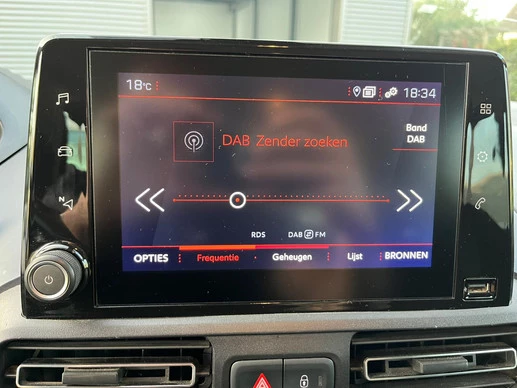 18°C
18:34
DAB Zender zoeken
Band
DAB
RDS
DAB FM
OPTIES
Frequentie
Geheugen
Lijst
BRONNEN
N